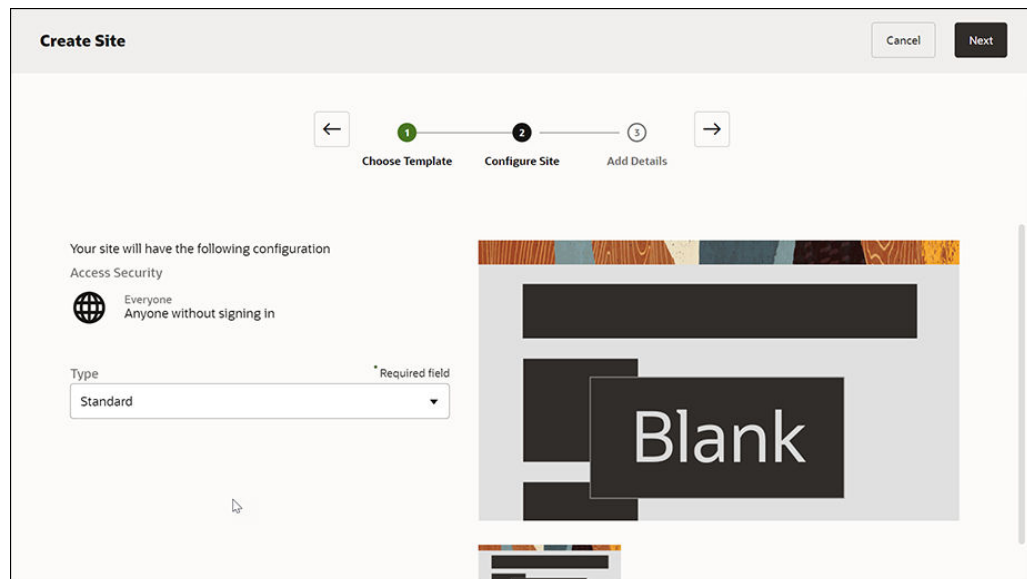 Create Site
Cancel
Next
1
2
3
Choose Template
Configure Site
Add Details
Your site will have the following configuration
Access Security
Everyone
Anyone without signing in
Type
* Required field
Standard
Blank